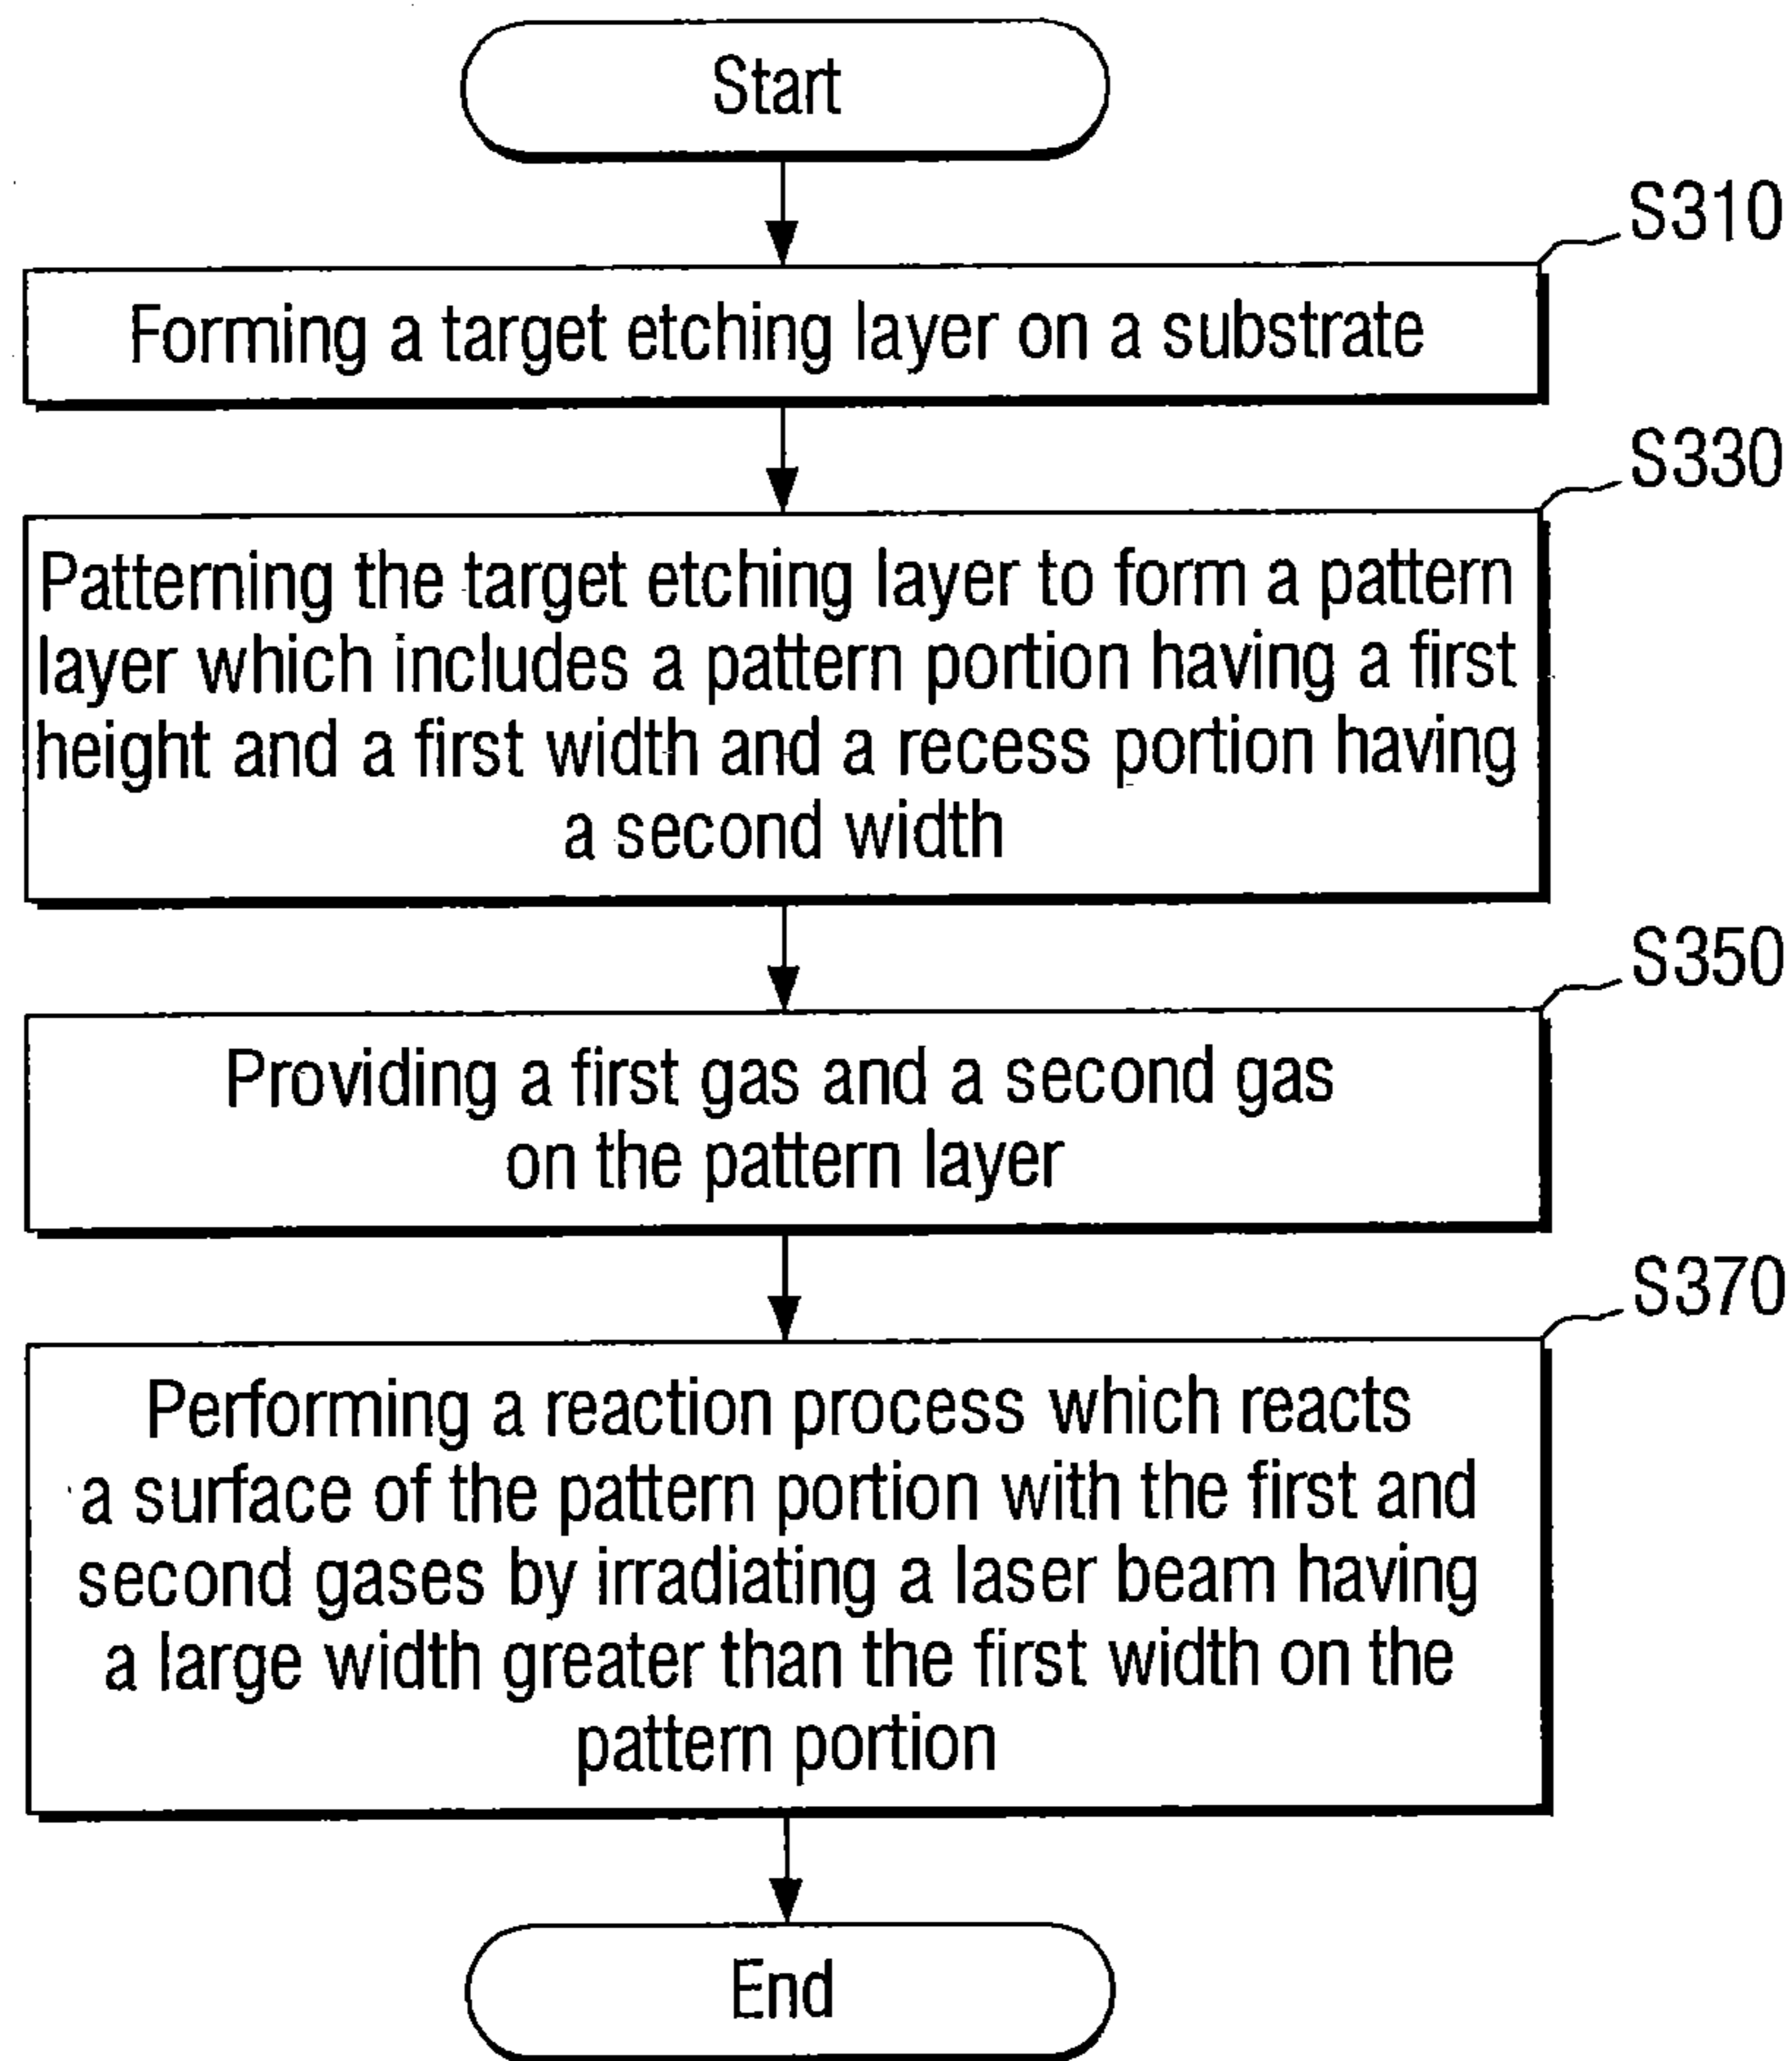 Start
S310
Forming a target etching layer on a substrate
S330
Patterning the target etching layer to form a pattern
layer which includes a pattern portion having a first
height and a first width and a recess portion having
a second width
S350
Providing a first gas and a second gas
on the pattern layer
S370
Performing a reaction process which reacts
a surface of the pattern portion with the first and
second gases by irradiating a laser beam having
a large width greater than the first width on the
pattern portion
End